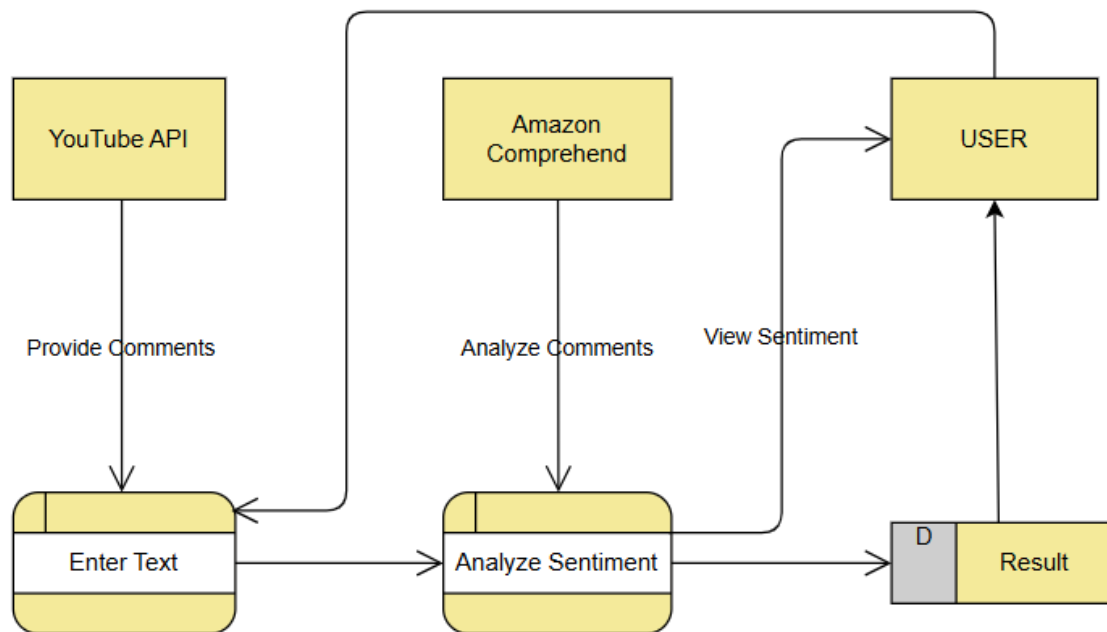 YouTube API
Amazon
Comprehend
USER
Provide Comments
Analyze Comments
View Sentiment
Enter Text
Analyze Sentiment
D
Result